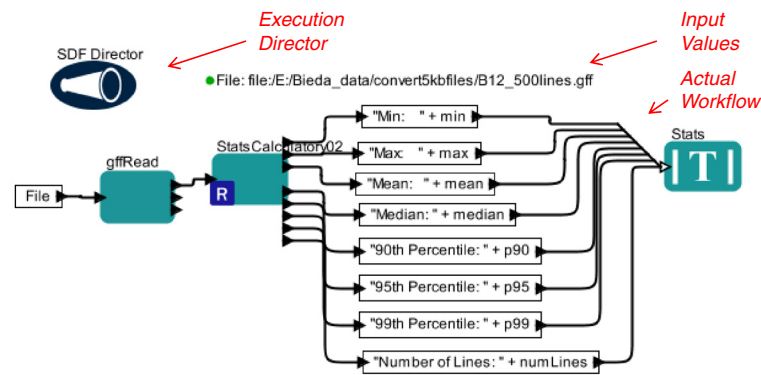 Execution
Director
Input
Values
SDF Director
File: file:/E:/Bieda_data/convert5kbfiles/B12_500lines.gff
Actual
Workflow
"Min:   " + min
Stats
StatsCalculatory02
"Max:   " + max
gffRead
T
"Mean:   " + mean
R
File
"Median: " + median
"90th Percentile: " + p90
"95th Percentile: " + p95
"99th Percentile: " + p99
"Number of Lines: " + numLines